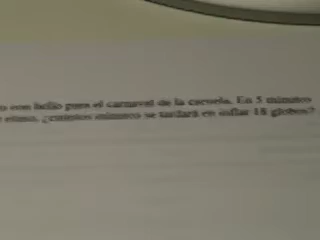 con helio para el carnaval de la escuela. En 5 minutos
ritmo, ¿cuántos minutos se tardará en inflar 18 globos?